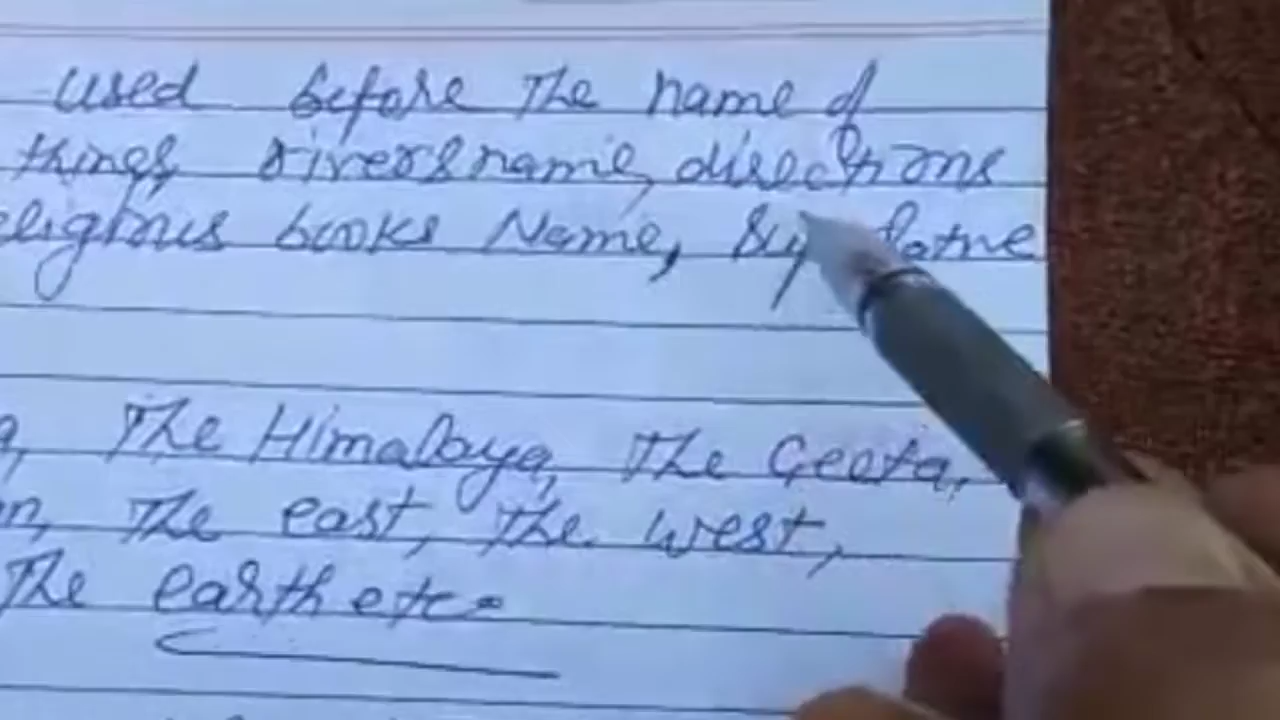 used before The name of
things, rivers name, directions
eligious books Name,
The Himalaya, The Geeta,
The east, The west,
The earth etc.